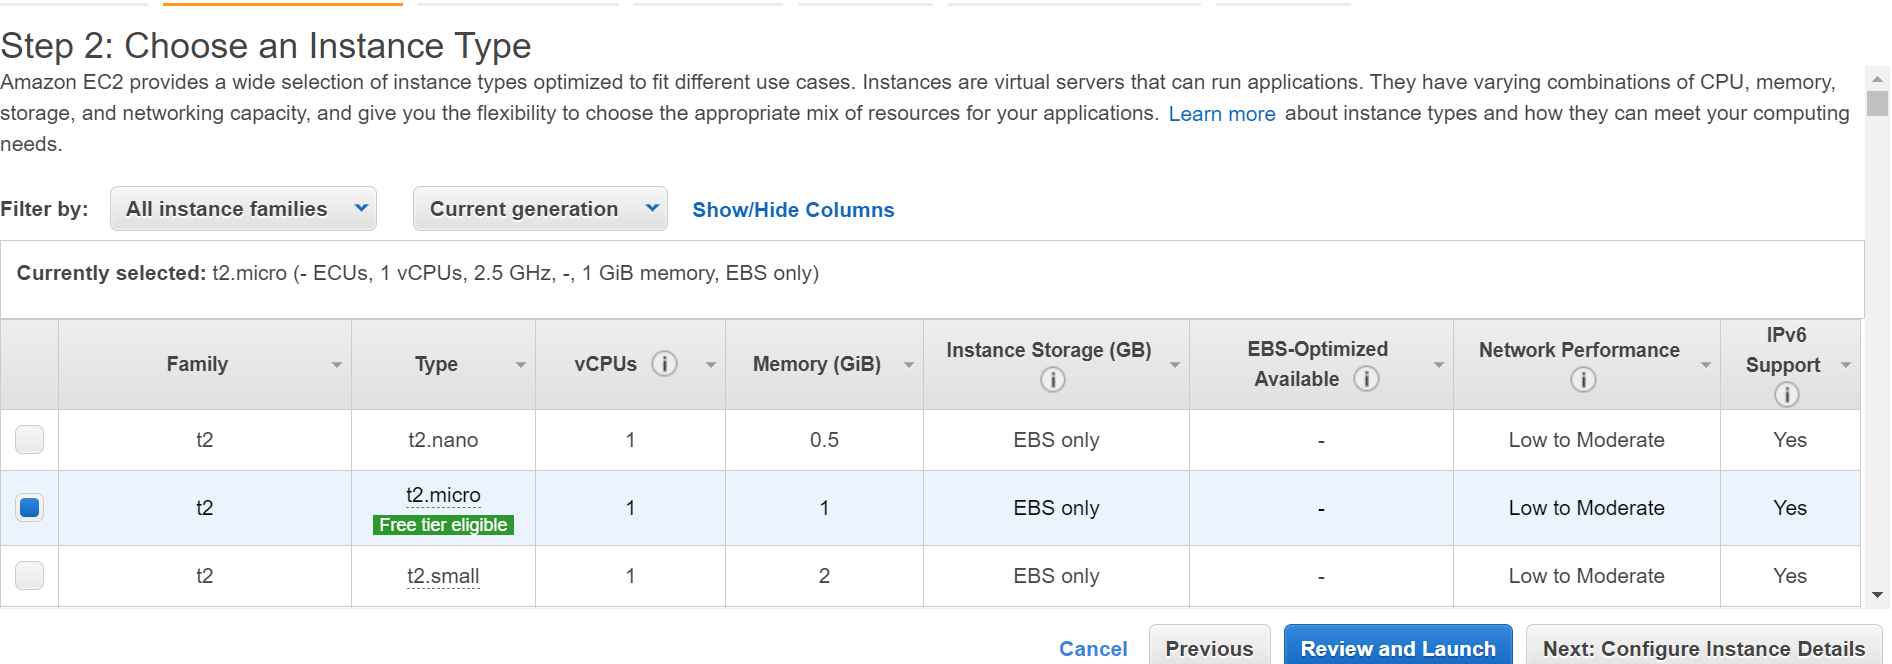 Step 2: Choose an Instance Type
Amazon EC2 provides a wide selection of instance types optimized to fit different use cases. Instances are virtual servers that can run applications. They have varying combinations of CPU, memory,
storage, and networking capacity, and give you the flexibility to choose the appropriate mix of resources for your applications. Learn more about instance types and how they can meet your computing
needs.
Filter by: All instance families Current generation Show/Hide Columns
Currently selected: t2.micro (- ECUs, 1 vCPUs, 2.5 GHz, -, 1 GiB memory, EBS only)
Family Type vCPUs i Memory (GiB) Instance Storage (GB) i EBS-Optimized Available i Network Performance i IPv6 Support i
t2 t2.nano 1 0.5 EBS only - Low to Moderate Yes
t2 t2.micro Free tier eligible 1 1 EBS only - Low to Moderate Yes
t2 t2.small 1 2 EBS only - Low to Moderate Yes
Cancel Previous Review and Launch Next: Configure Instance Details